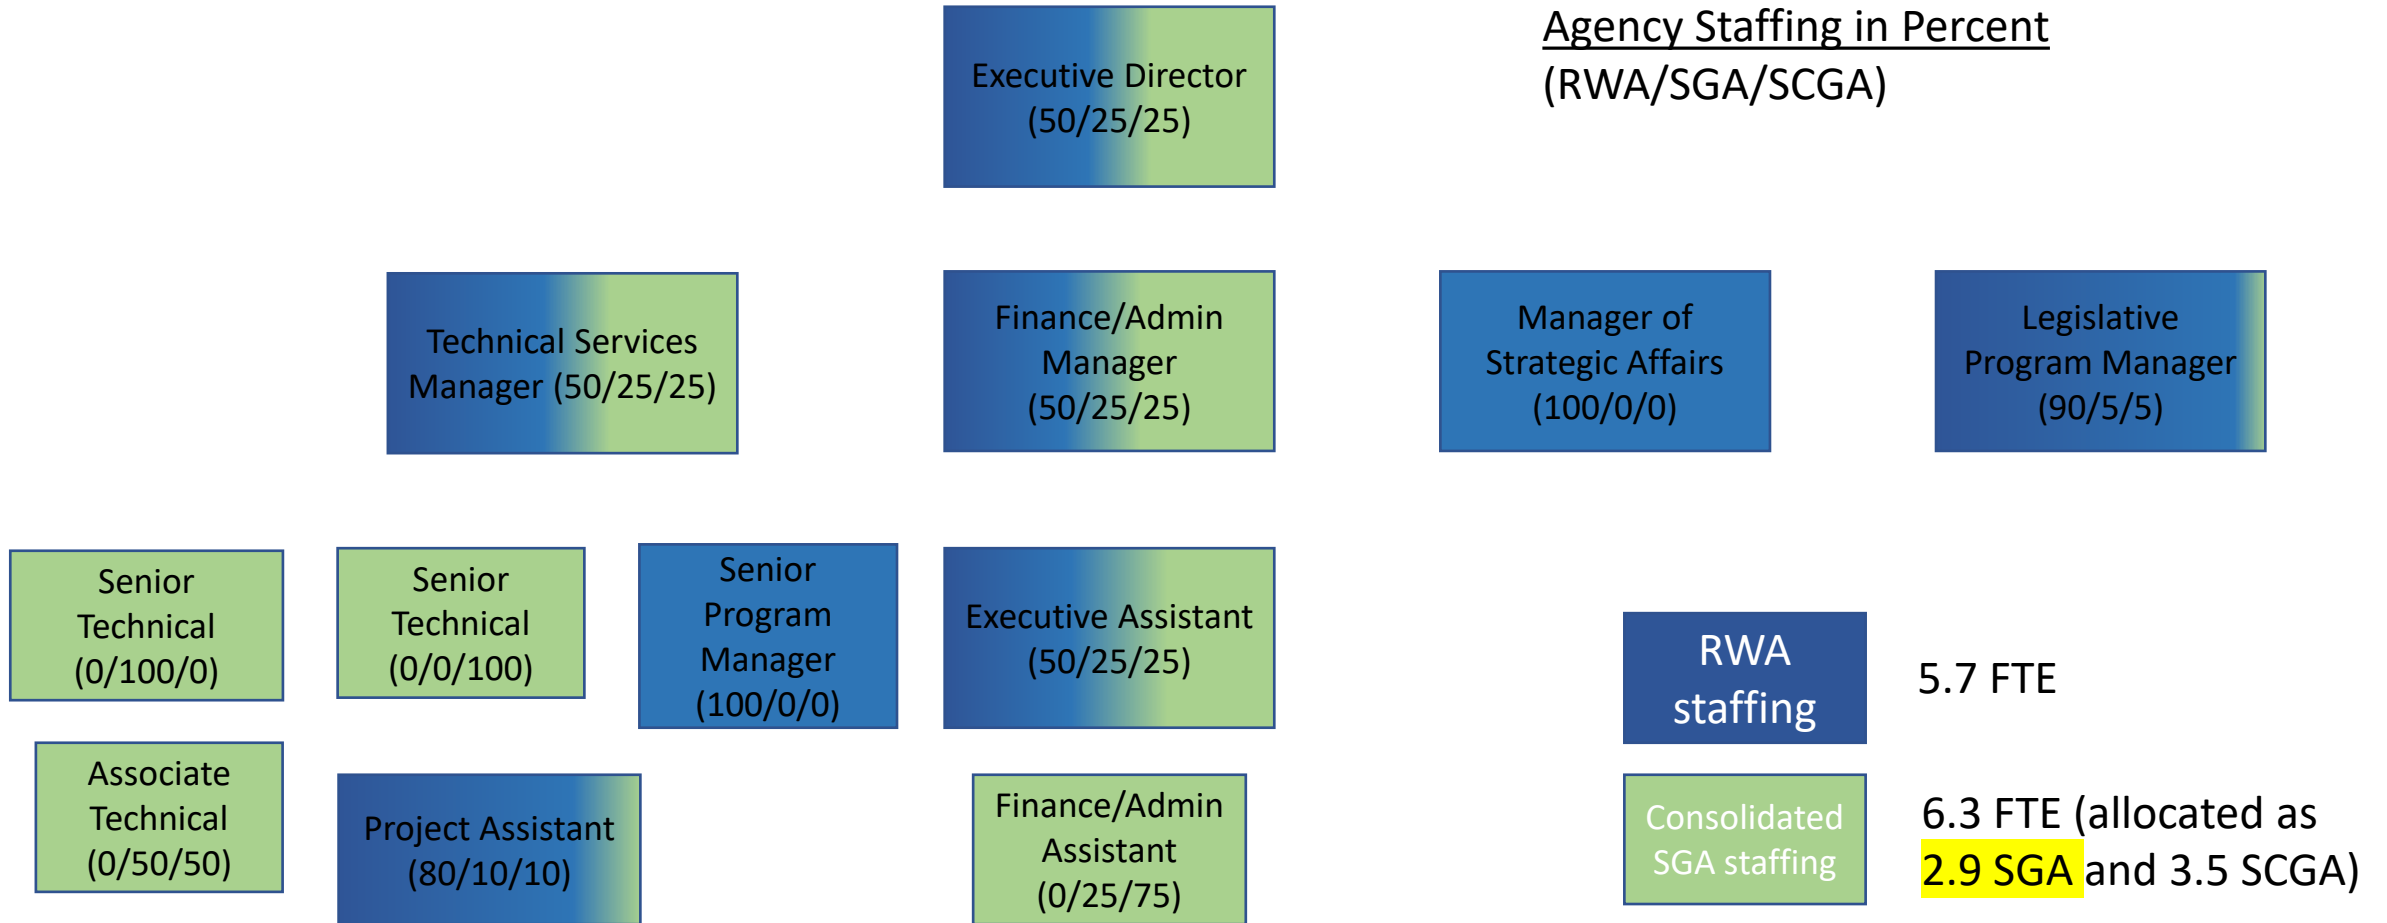 Agency Staffing in Percent
(RWA/SGA/SCGA)
Executive Director
(50/25/25)
Technical Services
Manager (50/25/25)
Finance/Admin
Manager
(50/25/25)
Manager of
Strategic Affairs
(100/0/0)
Legislative
Program Manager
(90/5/5)
Senior
Technical
(0/100/0)
Senior
Technical
(0/0/100)
Senior
Program
Manager
(100/0/0)
Executive Assistant
(50/25/25)
RWA
staffing
5.7 FTE
Associate
Technical
(0/50/50)
Project Assistant
(80/10/10)
Finance/Admin
Assistant
(0/25/75)
Consolidated
SGA staffing
6.3 FTE (allocated as
2.9 SGA and 3.5 SCGA)